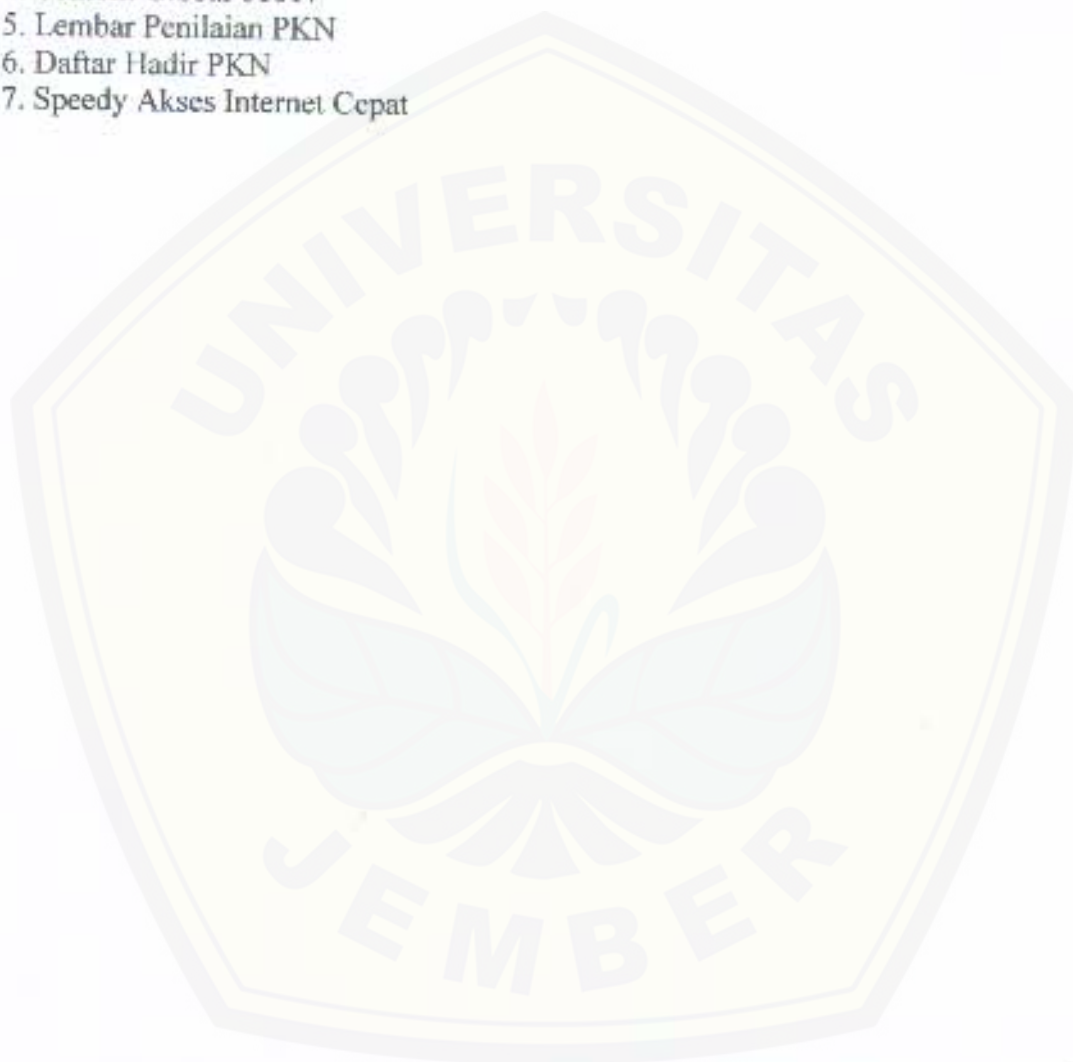 5. Lembar Penilaian PKN
6. Daftar Hadir PKN
7. Speedy Akses Internet Cepat
UNIVERSITAS
JEMBER